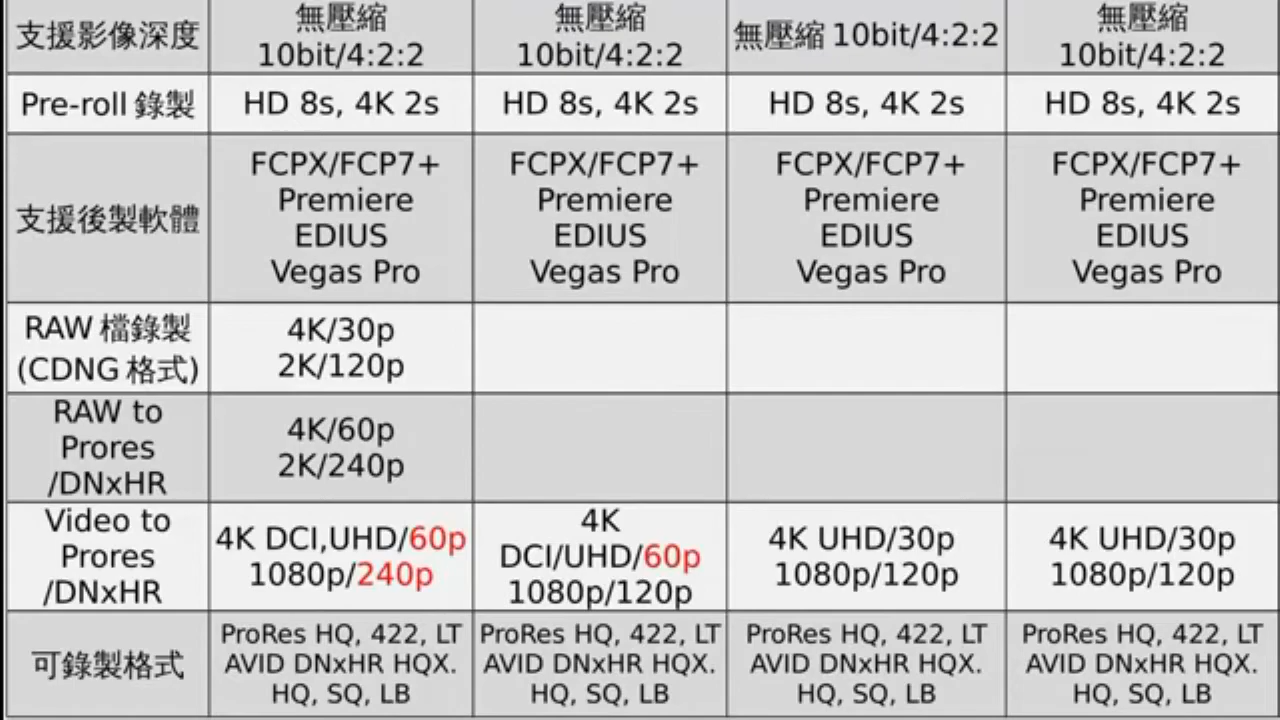 支援影像深度
無壓縮
10bit/4:2:2
無壓縮
10bit/4:2:2
無壓縮 10bit/4:2:2
無壓縮
10bit/4:2:2
Pre-roll 錄製
HD 8s, 4K 2s
HD 8s, 4K 2s
HD 8s, 4K 2s
HD 8s, 4K 2s
支援後製軟體
FCPX/FCP7+
Premiere
EDIUS
Vegas Pro
FCPX/FCP7+
Premiere
EDIUS
Vegas Pro
FCPX/FCP7+
Premiere
EDIUS
Vegas Pro
FCPX/FCP7+
Premiere
EDIUS
Vegas Pro
RAW 檔錄製
(CDNG 格式)
4K/30p
2K/120p
RAW to
Prores
/DNxHR
4K/60p
2K/240p
Video to
Prores
/DNxHR
4K DCI,UHD/60p
1080p/240p
4K
DCI/UHD/60p
1080p/120p
4K UHD/30p
1080p/120p
4K UHD/30p
1080p/120p
可錄製格式
ProRes HQ, 422, LT
AVID DNxHR HQX.
HQ, SQ, LB
ProRes HQ, 422, LT
AVID DNxHR HQX.
HQ, SQ, LB
ProRes HQ, 422, LT
AVID DNxHR HQX.
HQ, SQ, LB
ProRes HQ, 422, LT
AVID DNxHR HQX.
HQ, SQ, LB